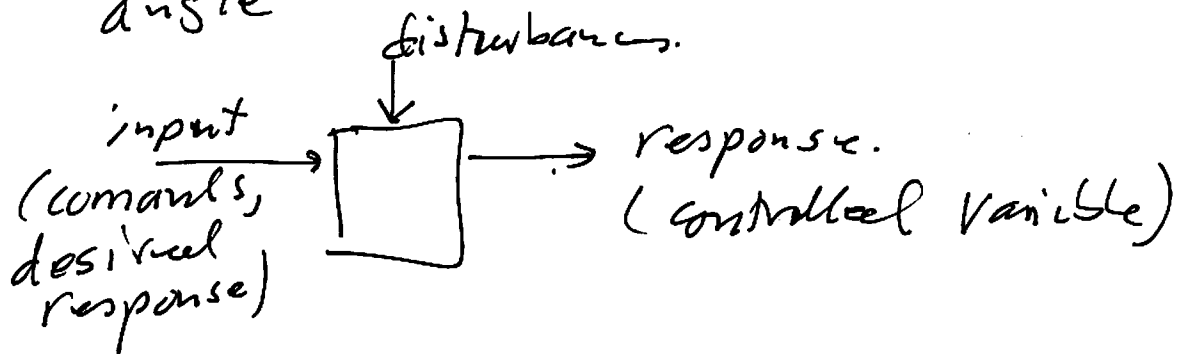 angle
disturbances.
input
(comands,
desired
response)
response.
(controlled variable)